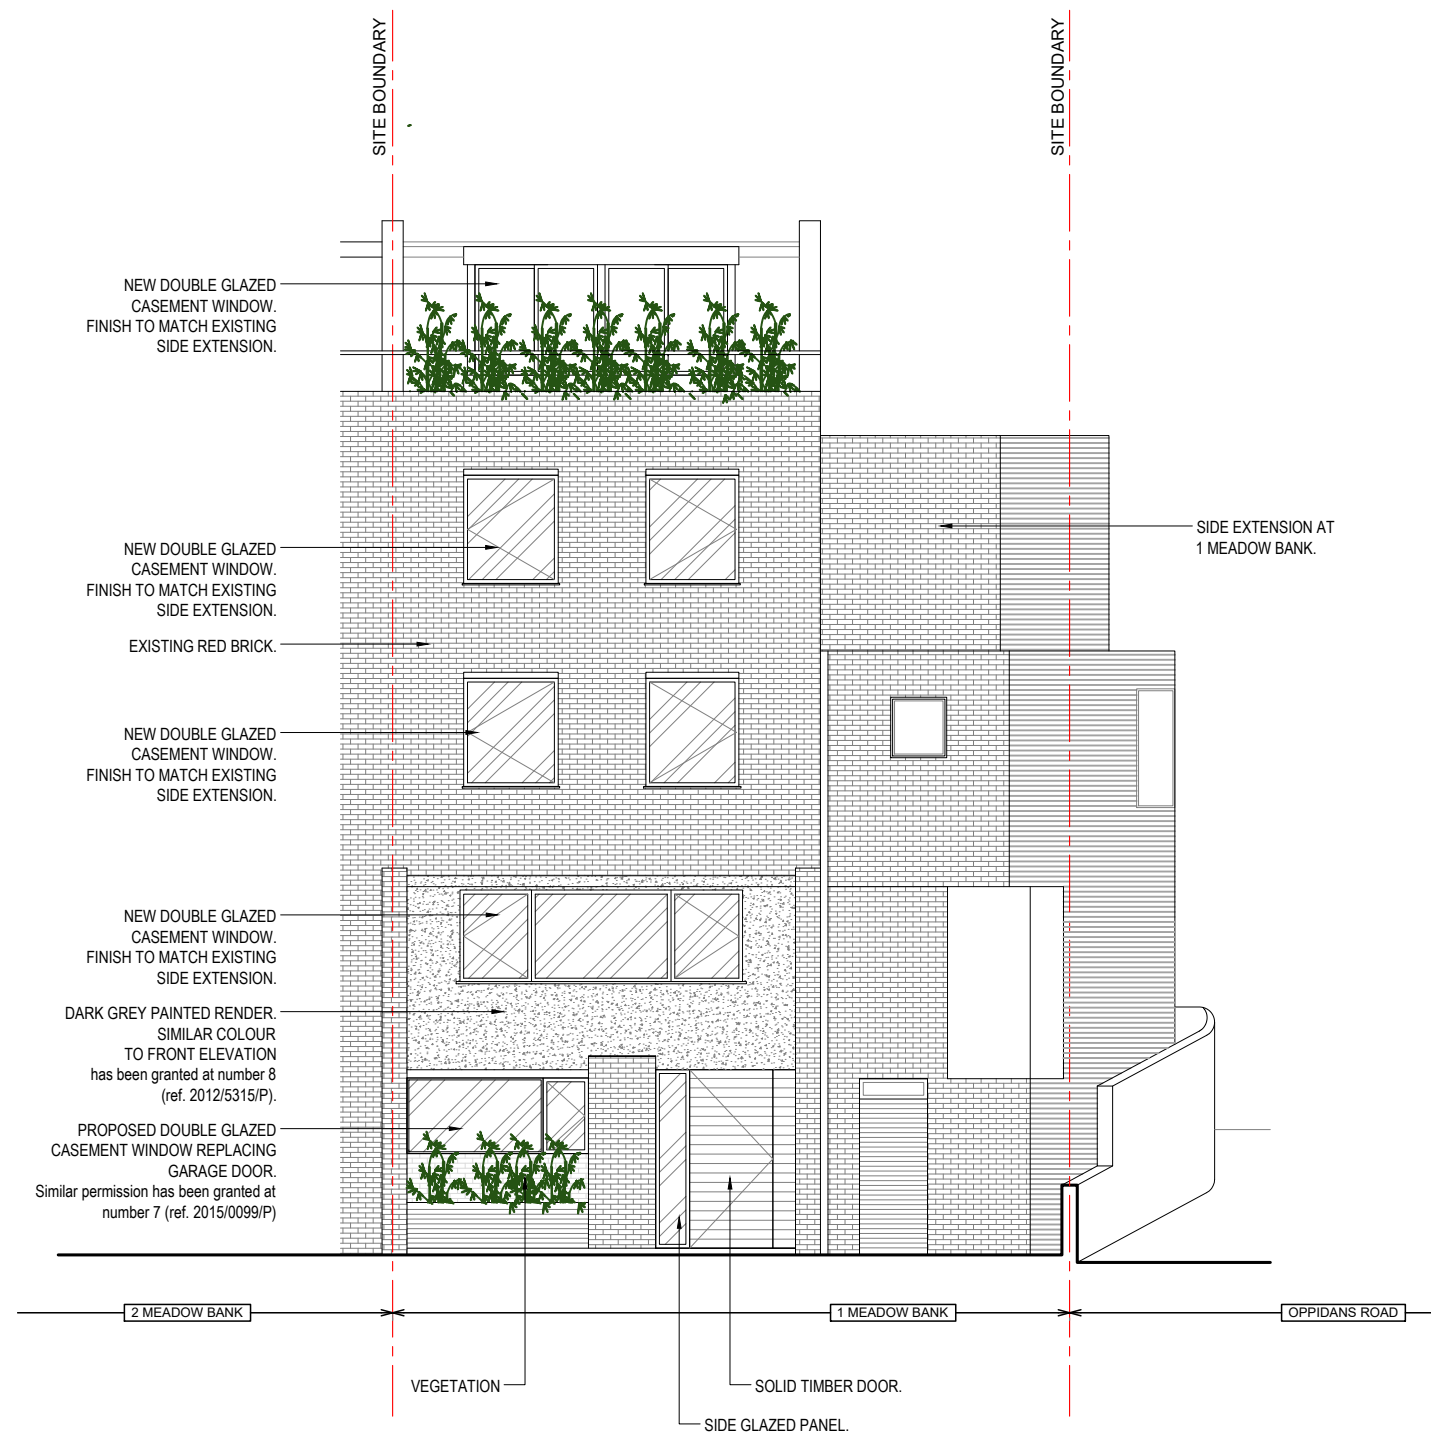 SITE BOUNDARY
SITE BOUNDARY
NEW DOUBLE GLAZED
CASEMENT WINDOW.
FINISH TO MATCH EXISTING
SIDE EXTENSION.
NEW DOUBLE GLAZED
CASEMENT WINDOW.
FINISH TO MATCH EXISTING
SIDE EXTENSION.
SIDE EXTENSION AT
1 MEADOW BANK.
EXISTING RED BRICK.
NEW DOUBLE GLAZED
CASEMENT WINDOW.
FINISH TO MATCH EXISTING
SIDE EXTENSION.
NEW DOUBLE GLAZED
CASEMENT WINDOW.
FINISH TO MATCH EXISTING
SIDE EXTENSION.
DARK GREY PAINTED RENDER.
SIMILAR COLOUR
TO FRONT ELEVATION
has been granted at number 8
(ref. 2012/5315/P).
PROPOSED DOUBLE GLAZED
CASEMENT WINDOW REPLACING
GARAGE DOOR.
Similar permission has been granted at
number 7 (ref. 2015/0099/P)
2 MEADOW BANK
1 MEADOW BANK
OPPIDANS ROAD
VEGETATION
SOLID TIMBER DOOR.
SIDE GLAZED PANEL.